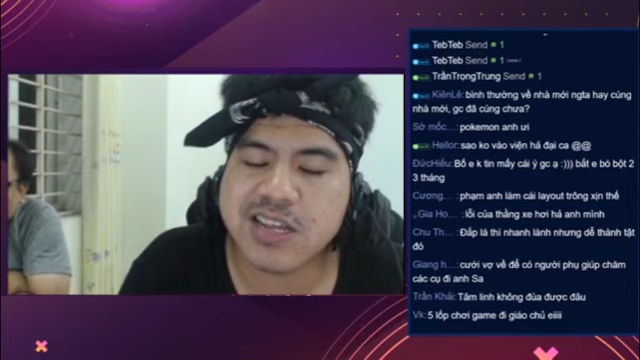 TebTeb Send 1
TebTeb Send 1
TrầnTrọngTrung Send 1
KiênLê: bình thường về nhà mới ngta hay cúng
nhà mới, gc đã cúng chưa?
Sờ mốc...: pokemon anh ưi
Hellor: sao ko vào viện hả đại ca @@
ĐứcHiếu: Bố e k tin mấy cái ý gc ạ :))) bắt e bó bột 2
3 tháng
Cương...: phạm anh làm cái layout trông xịn thế
Gia Ho...: lỗi của thằng xe hơi hả anh mình
Chu Th...: Đắp lá thì nhanh lành nhưng dễ thành tật
đó
Giang h...: cưới vợ về để có người phụ giúp chăm
các cụ đi anh Sa
Trần Khải: Tâm linh không đùa được đâu
Vk: 5 lốp chơi game đi giáo chủ eiiii